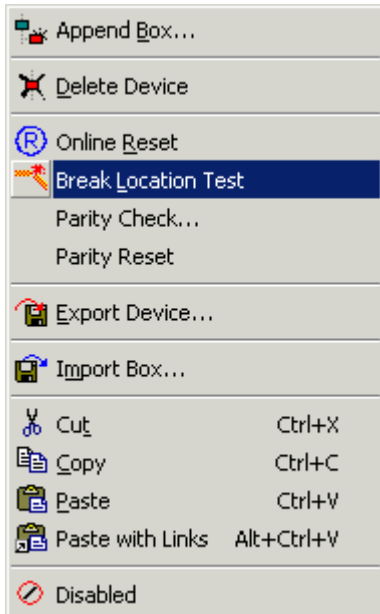 Append Box...
Delete Device
® Online Reset
Break Location Test
Parity Check...
Parity Reset
Export Device...
Import Box...
Cut Ctrl+X
Copy Ctrl+C
Paste Ctrl+V
Paste with Links Alt+Ctrl+V
Disabled